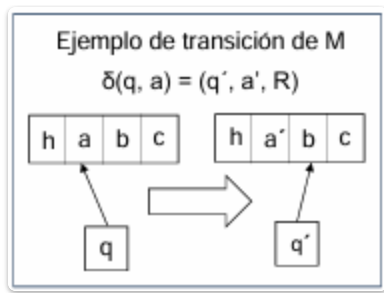 Ejemplo de transición de M
δ(q, a) = (q´, a', R)
h a b c h a´ b c
q q´